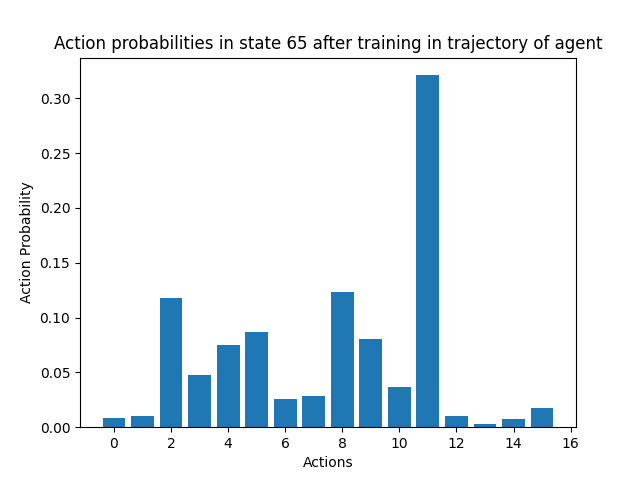 Action probabilities in state 65 after training in trajectory of agent
0.30
0.25
0.20
0.15
0.10
0.05
0.00
Action Probability
0 2 4 6 8 10 12 14 16
Actions